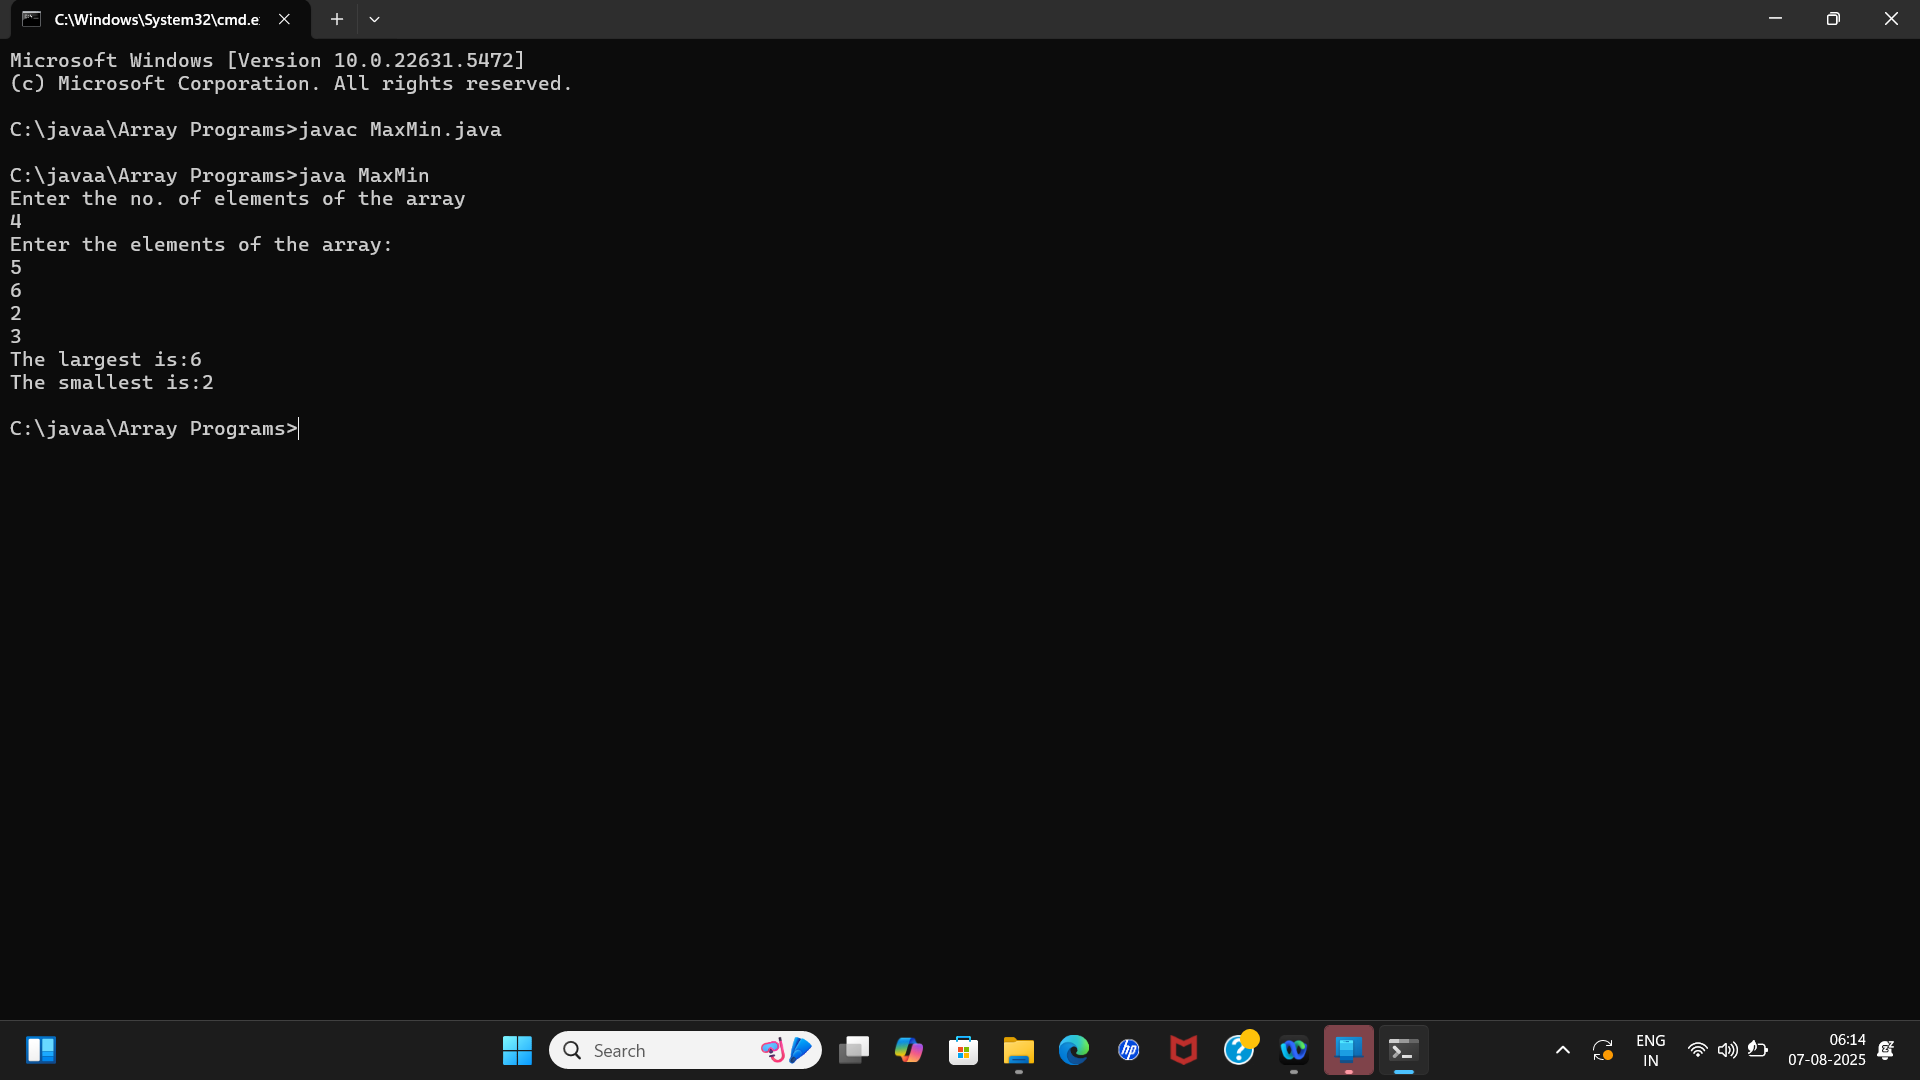 C:\Windows\System32\cmd.e
Microsoft Windows [Version 10.0.22631.5472]
(c) Microsoft Corporation. All rights reserved.
C:\javaa\Array Programs>javac MaxMin.java
C:\javaa\Array Programs>java MaxMin
Enter the no. of elements of the array
4
Enter the elements of the array:
5
6
2
3
The largest is:6
The smallest is:2
C:\javaa\Array Programs>
Search
hp
ENG
IN
06:14
07-08-2025